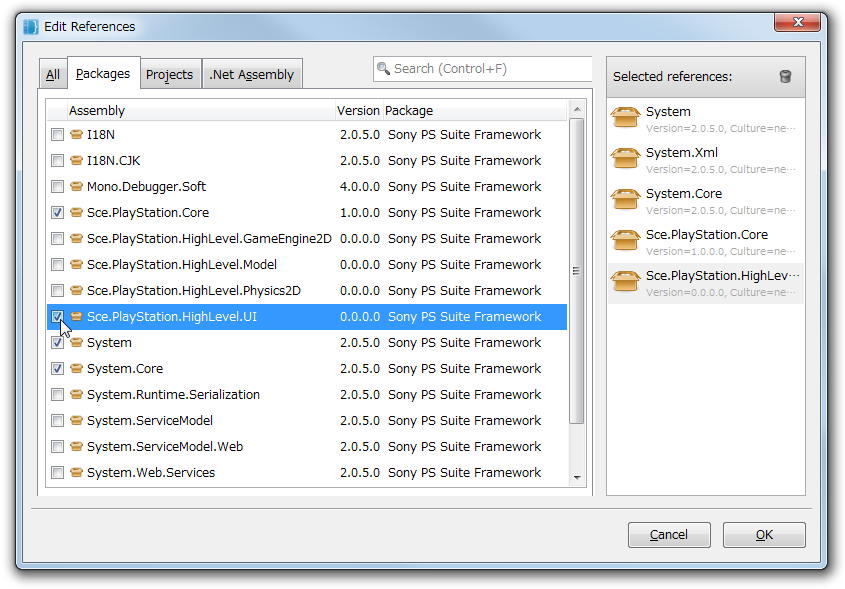 Edit References
All Packages Projects .Net Assembly
Search (Control+F)
Selected references:
Assembly Version Package
I18N 2.0.5.0 Sony PS Suite Framework
I18N.CJK 2.0.5.0 Sony PS Suite Framework
Mono.Debugger.Soft 4.0.0.0 Sony PS Suite Framework
Sce.PlayStation.Core 1.0.0.0 Sony PS Suite Framework
Sce.PlayStation.HighLevel.GameEngine2D 0.0.0.0 Sony PS Suite Framework
Sce.PlayStation.HighLevel.Model 0.0.0.0 Sony PS Suite Framework
Sce.PlayStation.HighLevel.Physics2D 0.0.0.0 Sony PS Suite Framework
Sce.PlayStation.HighLevel.UI 0.0.0.0 Sony PS Suite Framework
System 2.0.5.0 Sony PS Suite Framework
System.Core 2.0.5.0 Sony PS Suite Framework
System.Runtime.Serialization 2.0.5.0 Sony PS Suite Framework
System.ServiceModel 2.0.5.0 Sony PS Suite Framework
System.ServiceModel.Web 2.0.5.0 Sony PS Suite Framework
System.Web.Services 2.0.5.0 Sony PS Suite Framework
System
Version=2.0.5.0, Culture=ne···
System.Xml
Version=2.0.5.0, Culture=ne···
System.Core
Version=2.0.5.0, Culture=ne···
Sce.PlayStation.Core
Version=1.0.0.0, Culture=ne···
Sce.PlayStation.HighLev···
Version=0.0.0.0, Culture=ne···
Cancel OK